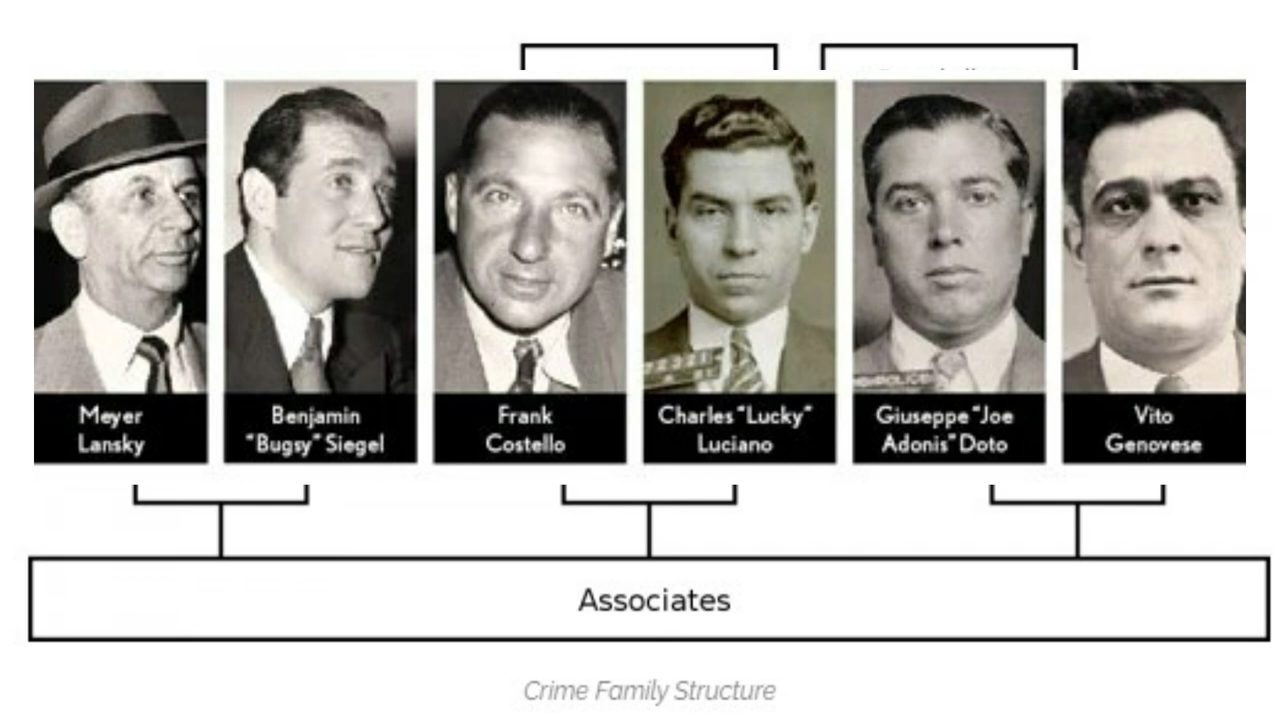 Meyer
Lansky
Benjamin
"Bugsy" Siegel
Frank
Costello
Charles "Lucky"
Luciano
Giuseppe "Joe
Adonis" Doto
Vito
Genovese
Associates
Crime Family Structure